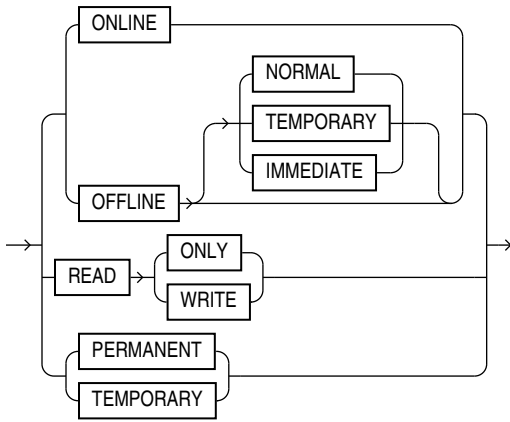 ONLINE
NORMAL
TEMPORARY
IMMEDIATE
OFFLINE
READ
ONLY
WRITE
PERMANENT
TEMPORARY